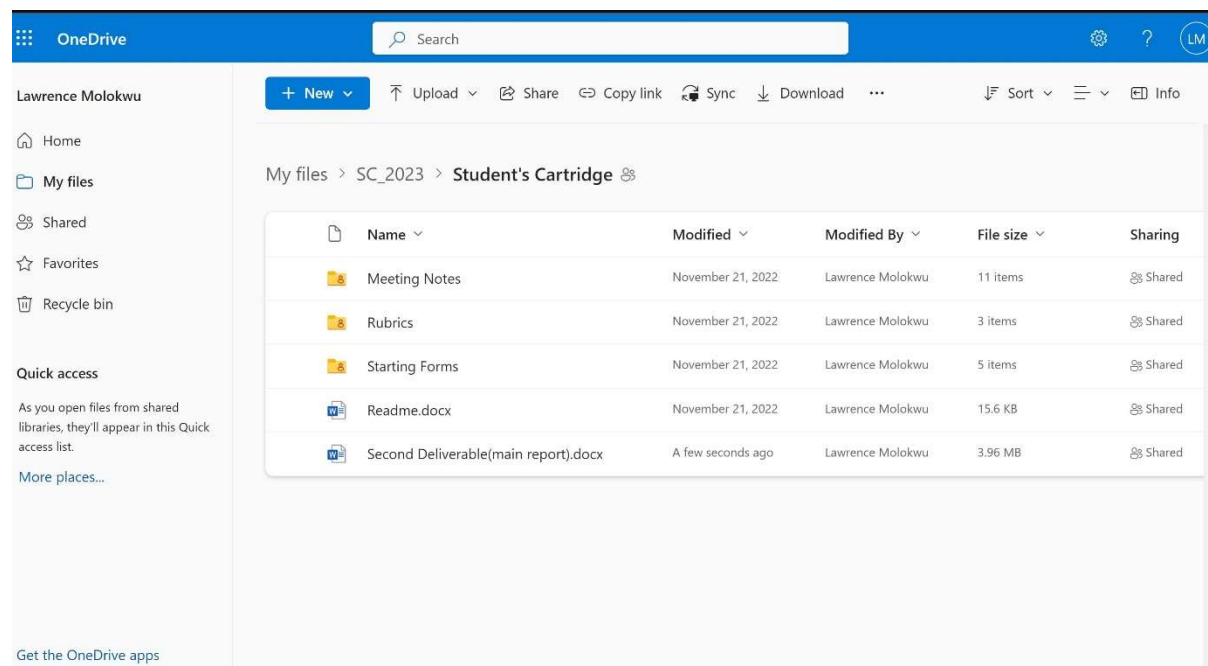 OneDrive
Search
LM
Lawrence Molokwu
Home
My files
Shared
Favorites
Recycle bin
Quick access
As you open files from shared
libraries, they'll appear in this Quick
access list.
More places...
Get the OneDrive apps
+ New
Upload
Share
Copy link
Sync
Download
...
Sort
Info
My files > SC_2023 > Student's Cartridge
Name Modified Modified By File size Sharing
Meeting Notes November 21, 2022 Lawrence Molokwu 11 items Shared
Rubrics November 21, 2022 Lawrence Molokwu 3 items Shared
Starting Forms November 21, 2022 Lawrence Molokwu 5 items Shared
Readme.docx November 21, 2022 Lawrence Molokwu 15.6 KB Shared
Second Deliverable(main report).docx A few seconds ago Lawrence Molokwu 3.96 MB Shared